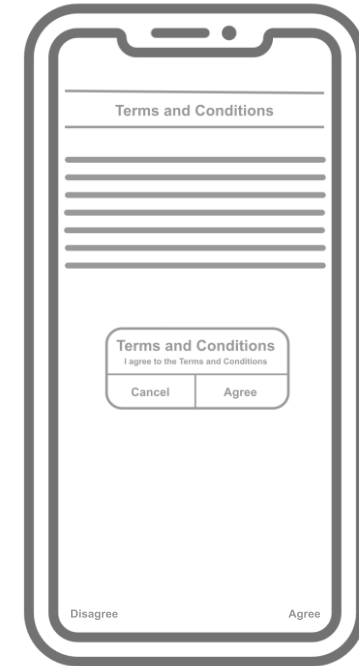 Terms and Conditions
Terms and Conditions
I agree to the Terms and Conditions
Cancel Agree
Disagree Agree